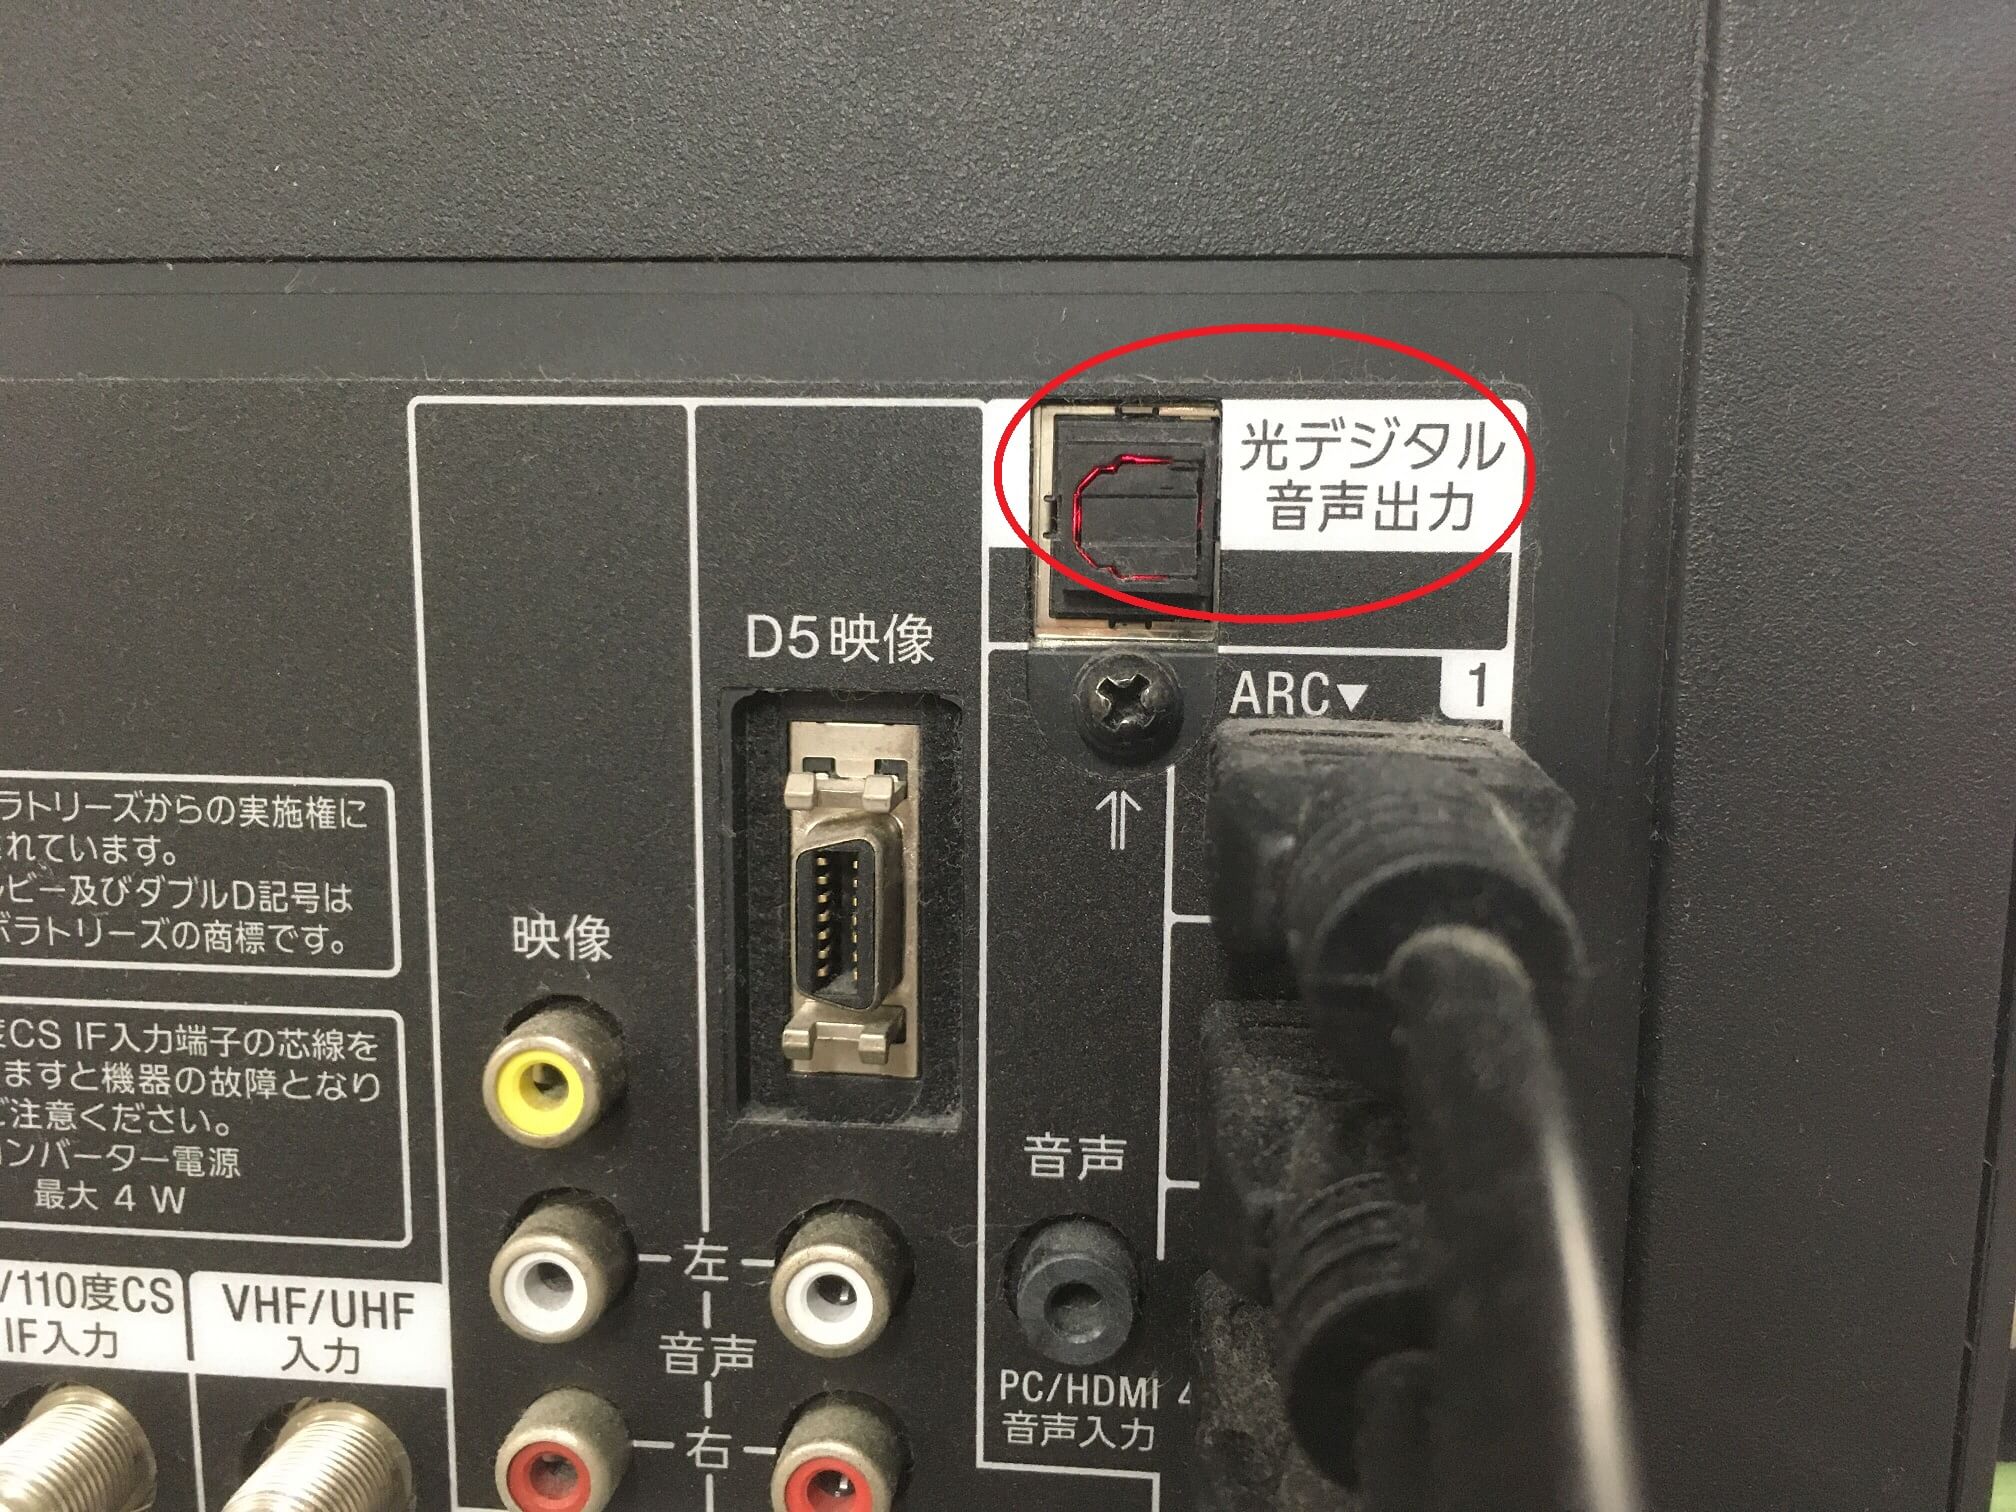 光デジタル
音声出力
D5映像
ARC▼ 1
ラトリーズからの実施権に
れています。
ビー及びダブルD記号は
ボラトリーズの商標です。
映像
CS IF入力端子の芯線を
ますと機器の故障となり
ご注意ください。
ンバーター電源
最大 4 W
音声
左
/110度CS
IF入力
VHF/UHF
入力
音声
PC/HDMI 4
音声入力
右